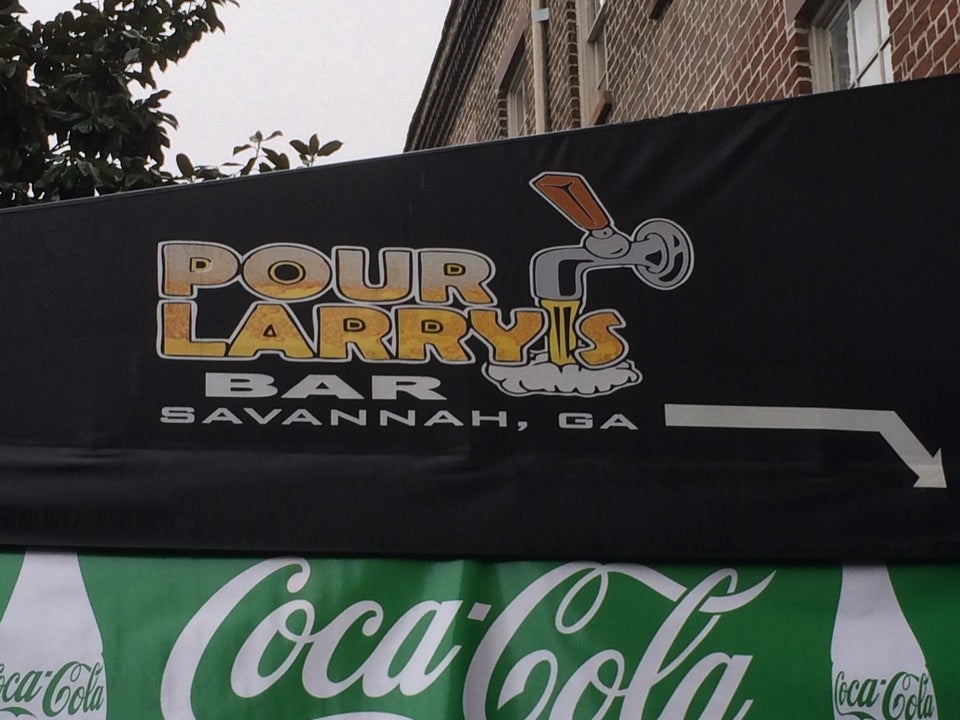 POUR
LARRY'S
BAR
SAVANNAH, GA
Coca-Cola
Coca-Cola
Coca-Cola